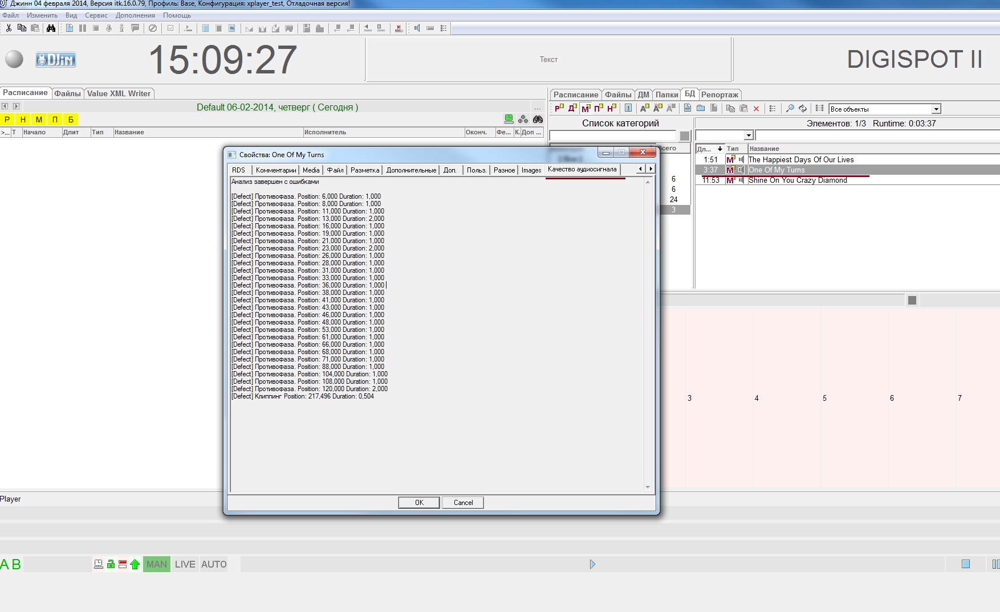 Джинн 04 февраля 2014, Версия itk.16.0.79, Профиль: Base, Конфигурация: xplayer_test, Отладочная версия!
Файл Изменить Вид Сервис Дополнения Помощь
DJin
15:09:27
Текст
DIGISPOT II
Расписание Файлы Value XML Writer
Default 06-02-2014, четверг ( Сегодня )
...
Р Н М П Б
>... Т Начало Длит Тип Название Исполнитель Оконч. Фе... К. Доп ...
Расписание Файлы ДМ Папки БД Репортаж
Р Д М П Н А А А Все объекты
Список категорий
Элементов: 1/3 Runtime: 0:03:37
Всего
6
6
24
3
Дл... Тип Название
1:51 М The Happiest Days Of Our Lives
3:37 М One Of My Turns
11:53 М Shine On You Crazy Diamond
Свойства: One Of My Turns
RDS Комментарии Media Файл Разметка Дополнительные Доп. Польз. Разное Images Качество аудиосигнала
Анализ завершен с ошибками
[Defect] Противофаза. Position: 6,000 Duration: 1,000
[Defect] Противофаза. Position: 8,000 Duration: 1,000
[Defect] Противофаза. Position: 11,000 Duration: 1,000
[Defect] Противофаза. Position: 13,000 Duration: 2,000
[Defect] Противофаза. Position: 16,000 Duration: 1,000
[Defect] Противофаза. Position: 19,000 Duration: 1,000
[Defect] Противофаза. Position: 21,000 Duration: 1,000
[Defect] Противофаза. Position: 23,000 Duration: 2,000
[Defect] Противофаза. Position: 26,000 Duration: 1,000
[Defect] Противофаза. Position: 28,000 Duration: 1,000
[Defect] Противофаза. Position: 31,000 Duration: 1,000
[Defect] Противофаза. Position: 33,000 Duration: 1,000
[Defect] Противофаза. Position: 36,000 Duration: 1,000
[Defect] Противофаза. Position: 38,000 Duration: 1,000
[Defect] Противофаза. Position: 41,000 Duration: 1,000
[Defect] Противофаза. Position: 43,000 Duration: 1,000
[Defect] Противофаза. Position: 46,000 Duration: 1,000
[Defect] Противофаза. Position: 48,000 Duration: 1,000
[Defect] Противофаза. Position: 53,000 Duration: 1,000
[Defect] Противофаза. Position: 61,000 Duration: 1,000
[Defect] Противофаза. Position: 66,000 Duration: 1,000
[Defect] Противофаза. Position: 68,000 Duration: 1,000
[Defect] Противофаза. Position: 71,000 Duration: 1,000
[Defect] Противофаза. Position: 88,000 Duration: 1,000
[Defect] Противофаза. Position: 104,000 Duration: 1,000
[Defect] Противофаза. Position: 108,000 Duration: 1,000
[Defect] Противофаза. Position: 120,000 Duration: 2,000
[Defect] Клиппинг Position: 217,496 Duration: 0,504
OK Cancel
3 4 5 6 7
Player
A B MAN LIVE AUTO